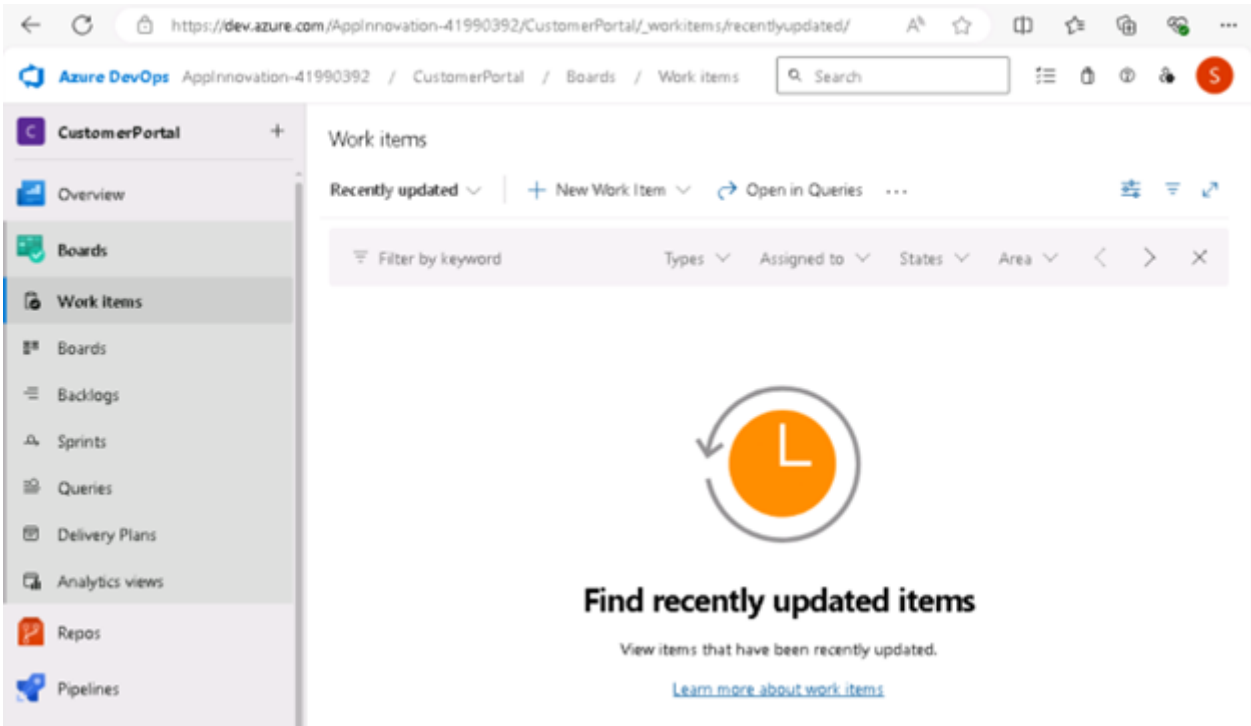 https://dev.azure.com/AppInnovation-41990392/CustomerPortal/_workitems/recentlyupdated/
Azure DevOps AppInnovation-41990392 / CustomerPortal / Boards / Work items Search S
C CustomerPortal +
Work items
Overview
Recently updated New Work Item Open in Queries ...
Boards
Filter by keyword Types Assigned to States Area
Work items
Boards
Backlogs
Sprints
Queries
Delivery Plans
Analytics views
Repos
Pipelines
Find recently updated items
View items that have been recently updated.
Learn more about work items